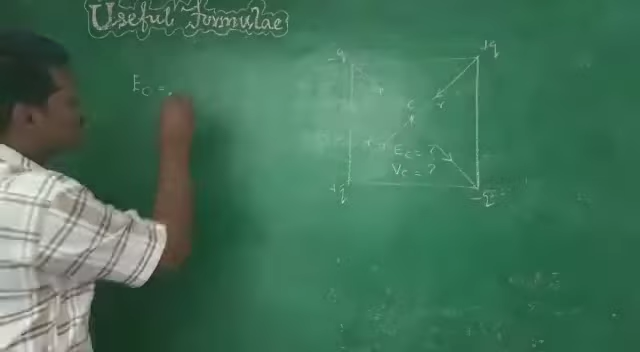 Useful Formulae
-q
+q
E_C =
c
r
r
E_C = ?
V_C = ?
+q
-q